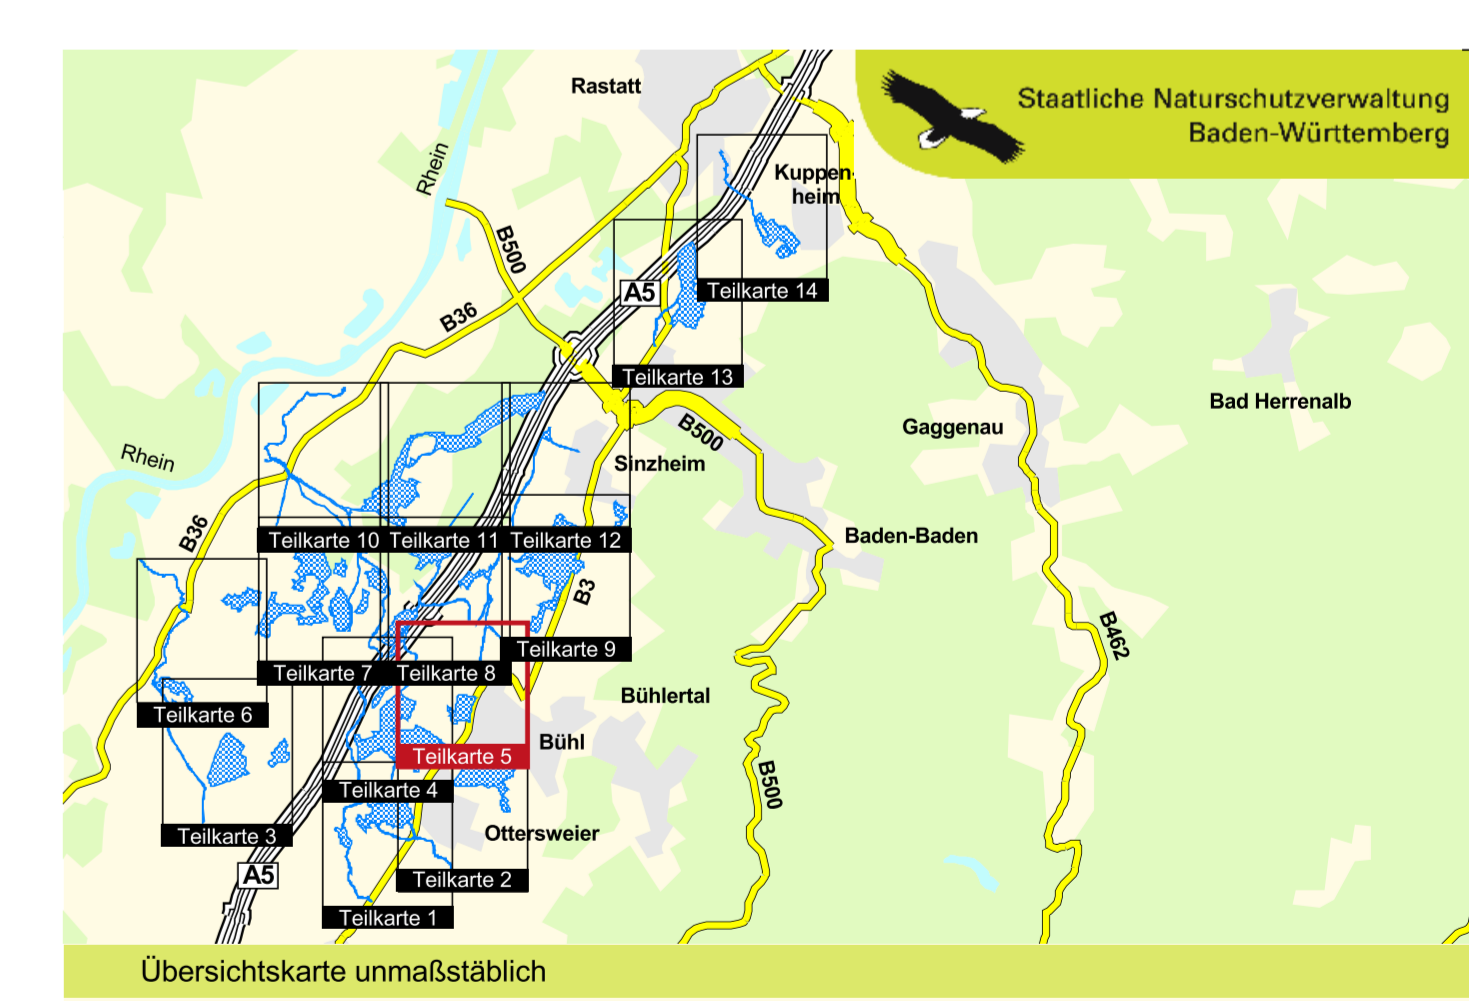 Staatliche Naturschutzverwaltung
Baden-Württemberg
Rastatt
Rhein
Kuppen-
heim
B500
A5
Teilkarte 14
B36
Teilkarte 13
Bad Herrenalb
Gaggenau
B500
Rhein
Sinzheim
B36
Baden-Baden
Teilkarte 10
Teilkarte 11
Teilkarte 12
B3
B462
Teilkarte 9
Teilkarte 7
Teilkarte 8
Bühlertal
Teilkarte 6
Bühl
Teilkarte 5
B500
Teilkarte 4
Teilkarte 3
Ottersweier
A5
Teilkarte 2
Teilkarte 1
Übersichtskarte unmaßstäblich